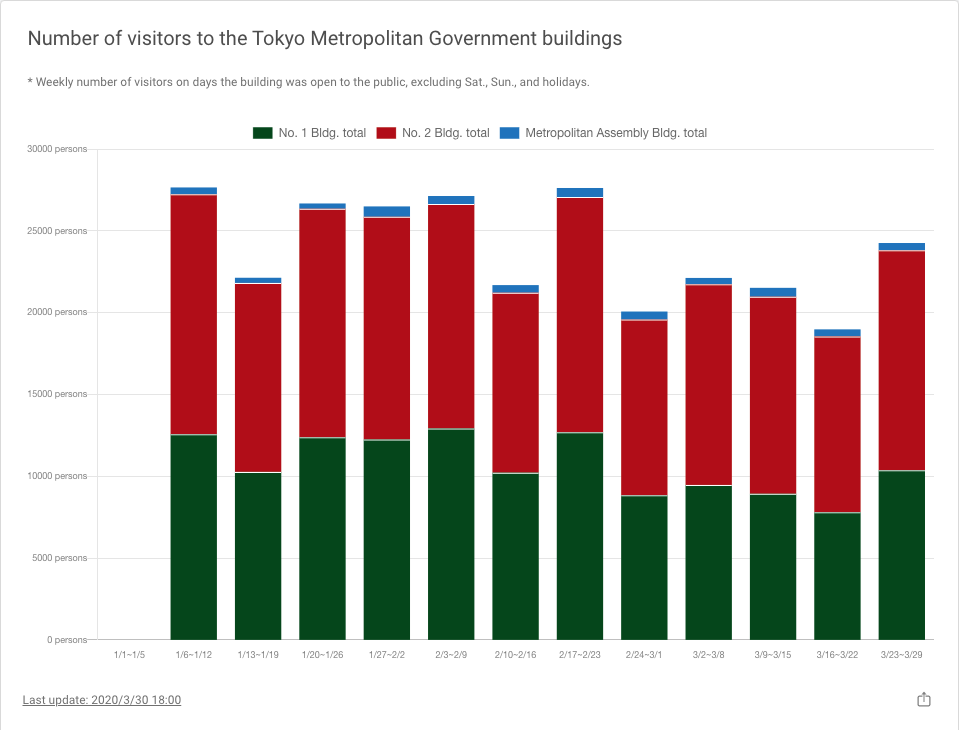 Number of visitors to the Tokyo Metropolitan Government buildings
* Weekly number of visitors on days the building was open to the public, excluding Sat., Sun., and holidays.
No. 1 Bldg. total No. 2 Bldg. total Metropolitan Assembly Bldg. total
30000 persons
25000 persons
20000 persons
15000 persons
10000 persons
5000 persons
0 persons
1/1~1/5 1/6~1/12 1/13~1/19 1/20~1/26 1/27~2/2 2/3~2/9 2/10~2/16 2/17~2/23 2/24~3/1 3/2~3/8 3/9~3/15 3/16~3/22 3/23~3/29
Last update: 2020/3/30 18:00